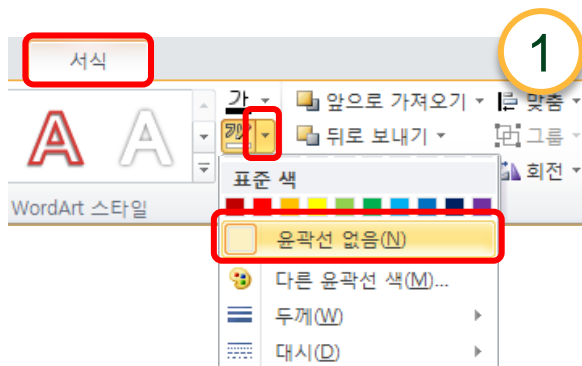 서식
1
가
앞으로 가져오기
맞춤
가
뒤로 보내기
그룹
회전
표준 색
WordArt 스타일
윤곽선 없음(N)
다른 윤곽선 색(M)...
두께(W)
대시(D)